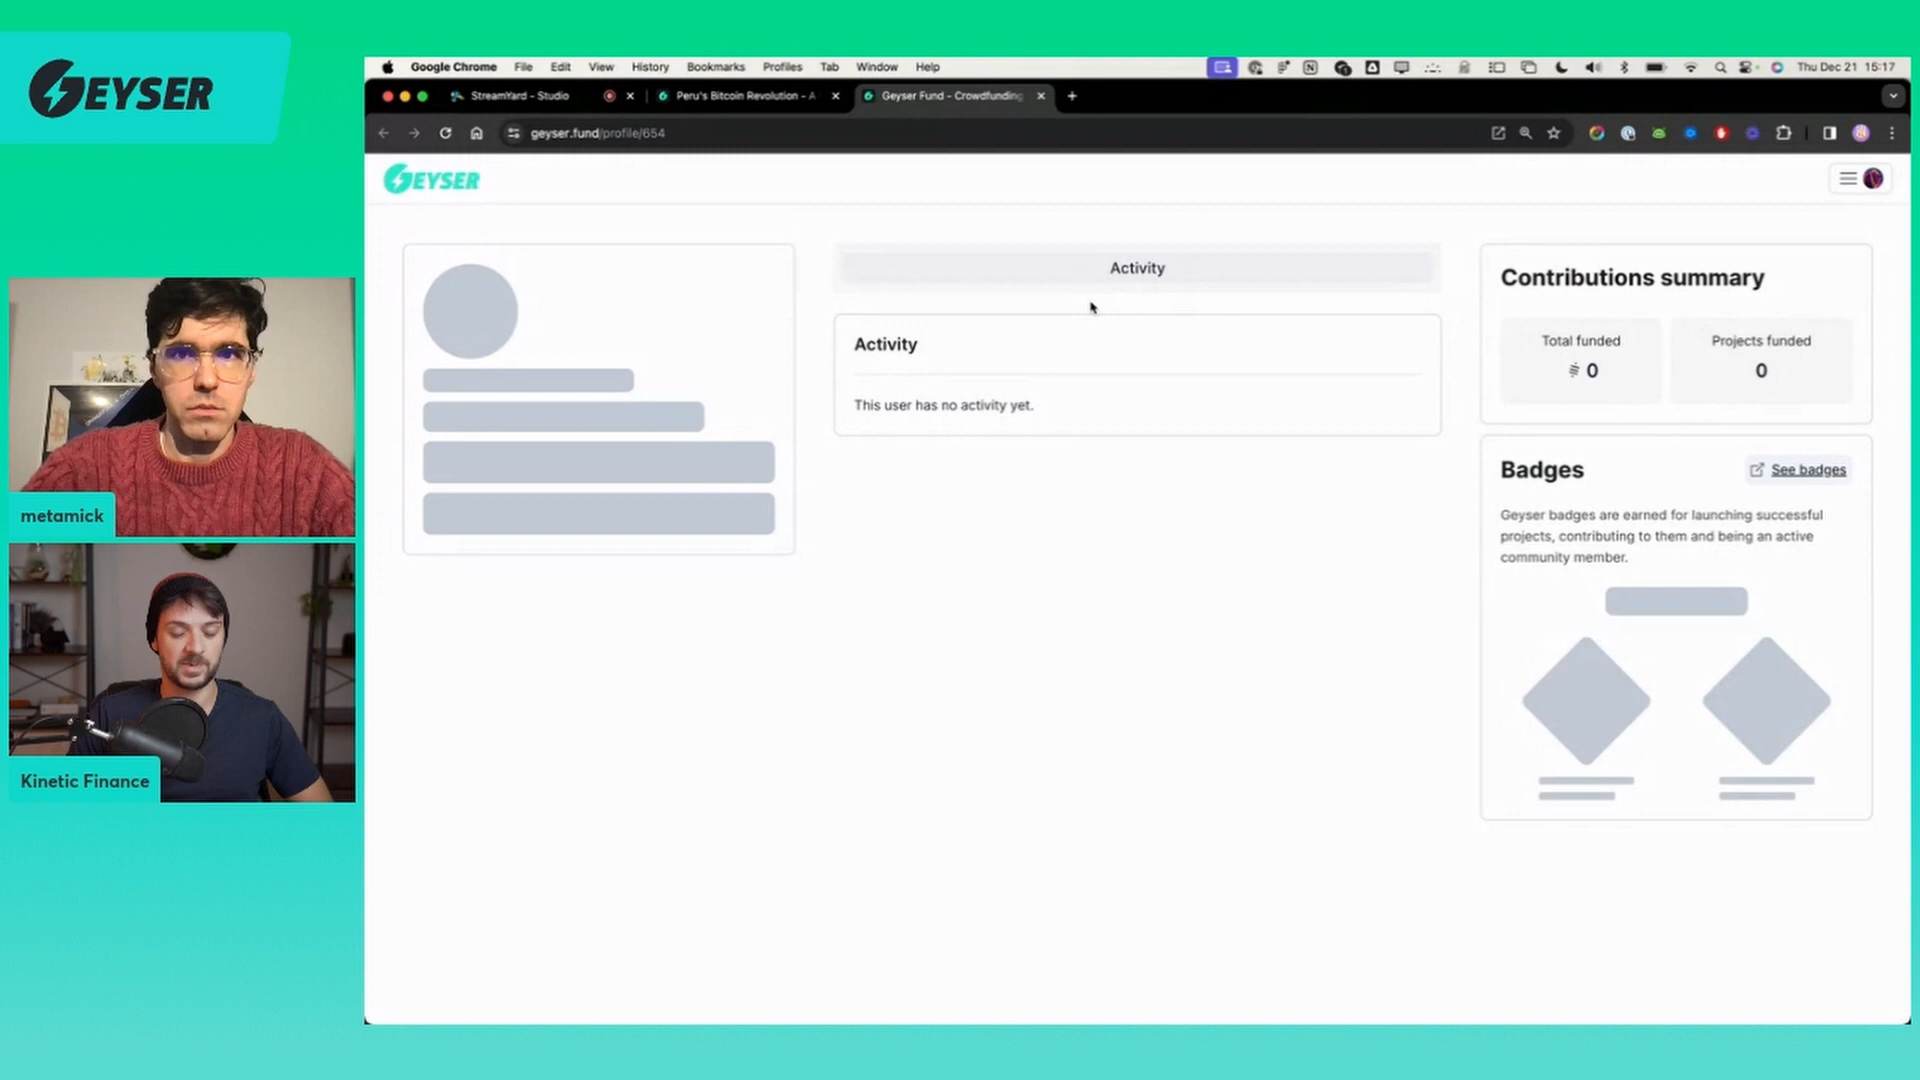 GEYSER
Google Chrome File Edit View History Bookmarks Profiles Tab Window Help
Thu Dec 21 15:17
StreamYard - Studio
Peru's Bitcoin Revolution - A
Geyser Fund - Crowdfunding
geyser.fund/profile/654
GEYSER
Activity
Activity
This user has no activity yet.
Contributions summary
Total funded
0
Projects funded
0
Badges
See badges
Geyser badges are earned for launching successful
projects, contributing to them and being an active
community member.
metamick
Kinetic Finance